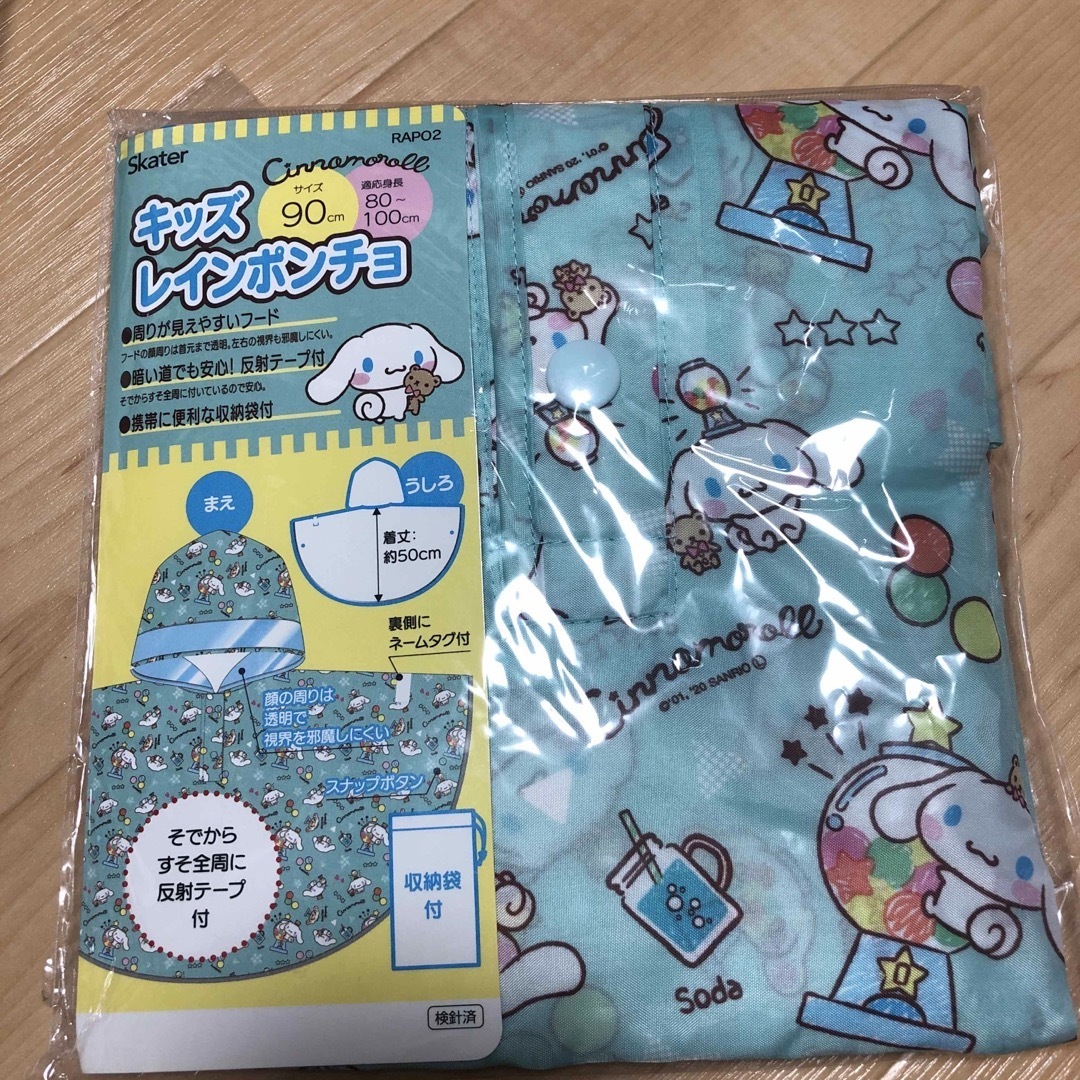 Skater
RAPO2
Cinnamoroll
サイズ
90cm
適応身長
80～
100cm
キッズ
レインポンチョ
●周りが見えやすいフード
フードの顔周りは首元まで透明。左右の視界も邪魔しにくい。
●暗い道でも安心!反射テープ付
そでからすそ全周に付いているので安心。
●携帯に便利な収納袋付
まえ
うしろ
着丈:
約50cm
裏側に
ネームタグ付
顔の周りは
透明で
視界を邪魔しにくい
スナップボタン
そでから
すそ全周に
反射テープ
付
収納袋
付
検針済
©'01, '20 SANRIO
Cinnamoroll
©'01, '20 SANRIO Ⓛ
Soda